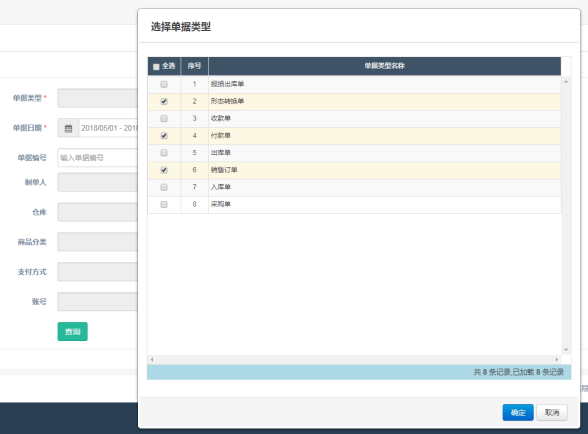 选择单据类型
全选 序号 单据类型名称
1 报损出库单
2 形态转换单
3 收款单
4 付款单
5 出库单
6 销售订单
7 入库单
8 采购单
共 8 条记录,已加载 8 条记录
确定 取消
单据类型 *
单据日期 * 2018/05/01 - 201
单据编号 输入单据编号
制单人
仓库
商品分类
支付方式
账号
查询